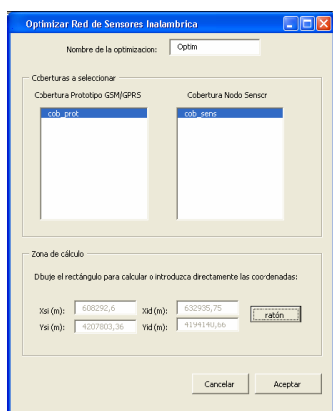 Optimizar Red de Sensores Inalambrica
Nombre de la optimizacion: Optim
Coberturas a seleccionar
Cobertura Prototipo GSM/GPRS Cobertura Nodo Sensor
cob_prot cob_sens
Zona de cálculo
Dibuje el rectángulo para calcular o introduzca directamente las coordenadas:
Xsi (m): 608292,6 Xid (m): 632935,75
ratón
Ysi (m): 4207803,36 Yid (m): 4194140,66
Cancelar Aceptar